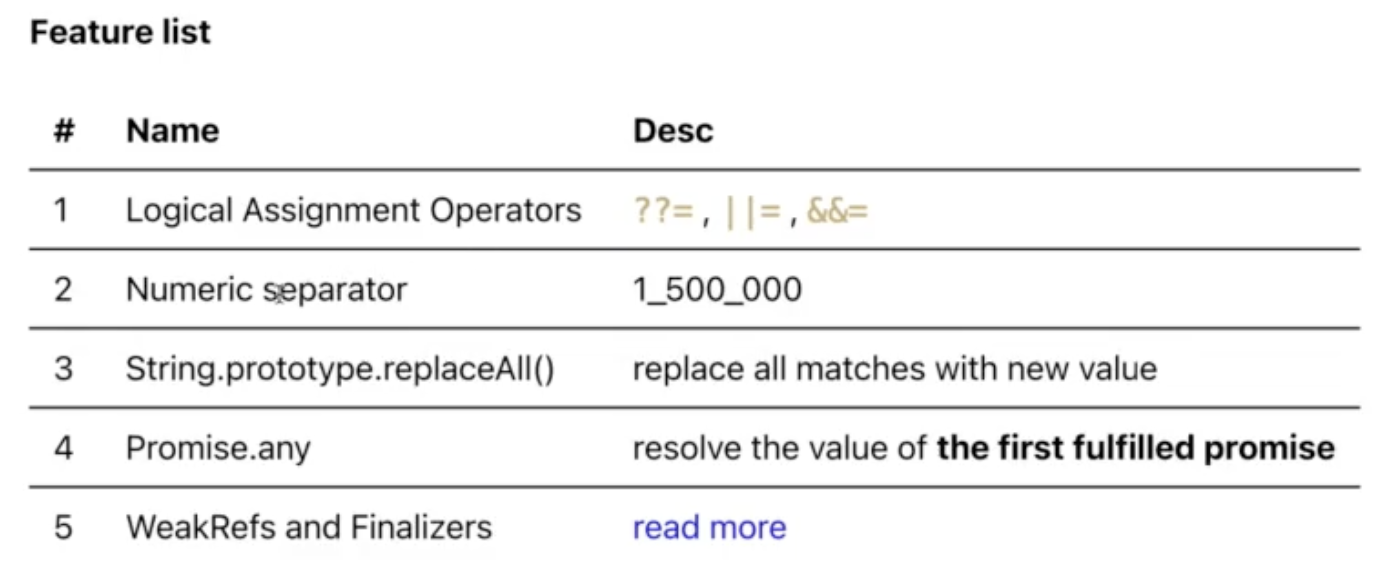 Feature list
# Name Desc
1 Logical Assignment Operators ??= , ||= , &&=
2 Numeric separator 1_500_000
3 String.prototype.replaceAll() replace all matches with new value
4 Promise.any resolve the value of the first fulfilled promise
5 WeakRefs and Finalizers read more